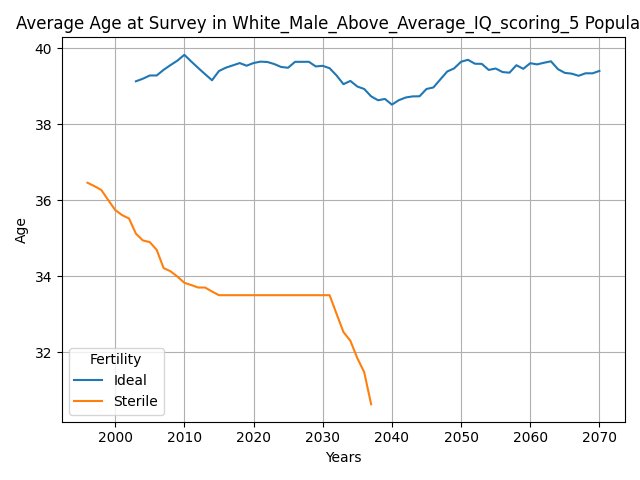 Average Age at Survey in White_Male_Above_Average_IQ_scoring_5 Popula
40
38
36
34
32
Age
Fertility
Ideal
Sterile
2000 2010 2020 2030 2040 2050 2060 2070
Years